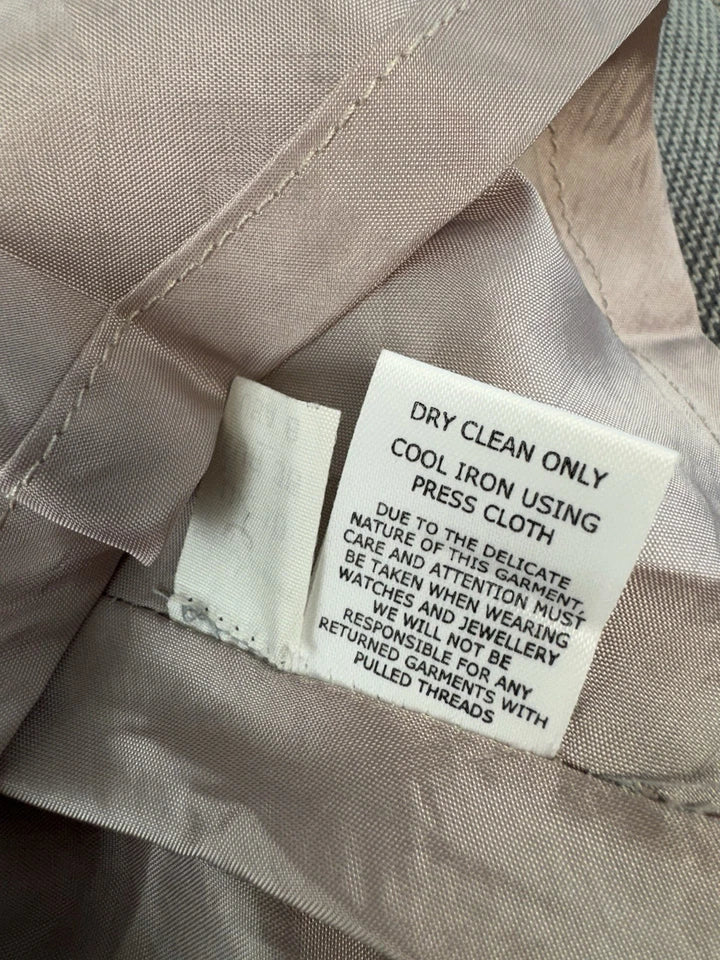 DRY CLEAN ONLY
COOL IRON USING
PRESS CLOTH
DUE TO THE DELICATE
NATURE OF THIS GARMENT,
CARE AND ATTENTION MUST
BE TAKEN WHEN WEARING
WATCHES AND JEWELLERY
WE WILL NOT BE
RESPONSIBLE FOR ANY
RETURNED GARMENTS WITH
PULLED THREADS